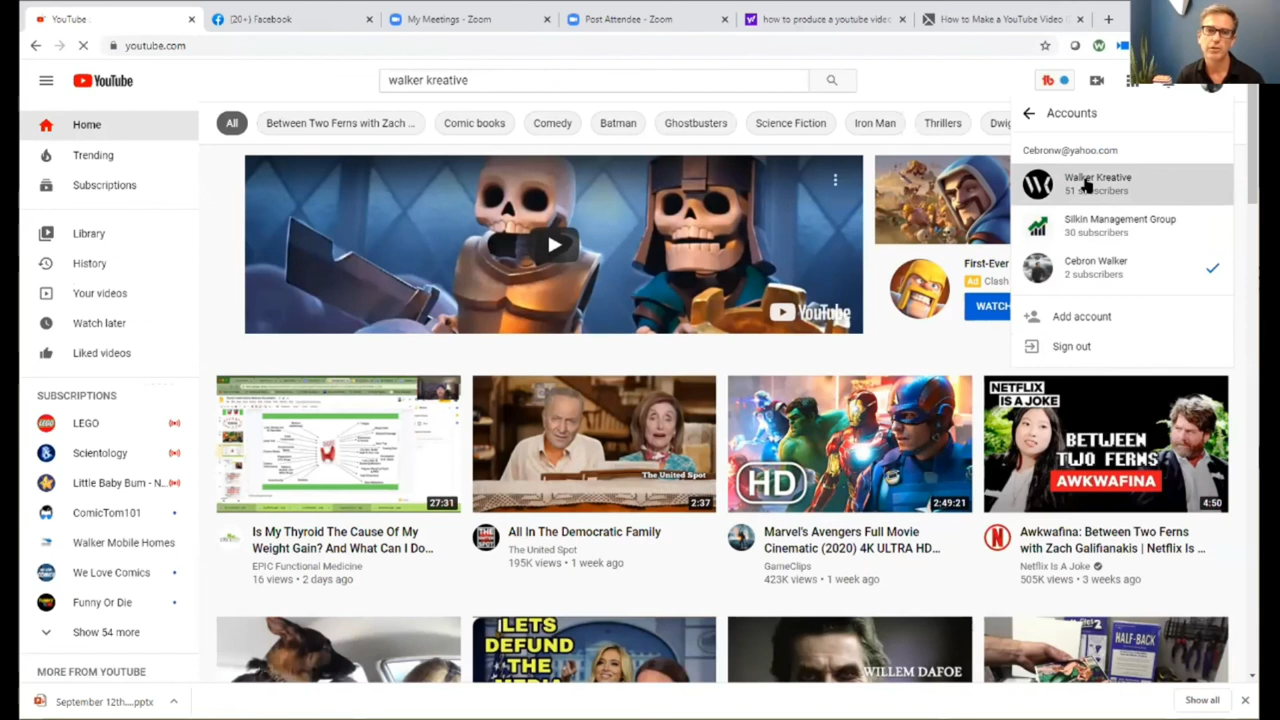 YouTube
(20+) Facebook
My Meetings - Zoom
Post Attendee - Zoom
how to produce a youtube vide
How to Make a YouTube Video
youtube.com
YouTube
walker kreative
Home
Trending
Subscriptions
Library
History
Your videos
Watch later
Liked videos
SUBSCRIPTIONS
LEGO
Scientology
Little Baby Bum - N...
ComicTom101
Walker Mobile Homes
We Love Comics
Funny Or Die
Show 54 more
MORE FROM YOUTUBE
All
Between Two Ferns with Zach ...
Comic books
Comedy
Batman
Ghostbusters
Science Fiction
Iron Man
Thrillers
Dwig
YouTube
First-Ever
Ad Clash
WATCH
Accounts
Cebronw@yahoo.com
Walker Kreative
51 subscribers
Silkin Management Group
30 subscribers
Cebron Walker
2 subscribers
Add account
Sign out
27:31
Is My Thyroid The Cause Of My
Weight Gain? And What Can I Do...
EPIC Functional Medicine
16 views • 2 days ago
The United Spot
2:37
All In The Democratic Family
The United Spot
195K views • 1 week ago
HD
2:49:21
Marvel's Avengers Full Movie
Cinematic (2020) 4K ULTRA HD...
GameClips
423K views • 1 week ago
NETFLIX
IS A JOKE
BETWEEN
TWO FERNS
AWKWAFINA
4:50
Awkwafina: Between Two Ferns
with Zach Galifianakis | Netflix Is ...
Netflix Is A Joke
505K views • 3 weeks ago
LETS
DEFUND
THE
MEDIA
WILLEM DAFOE
HALF-BACK
September 12th....pptx
Show all